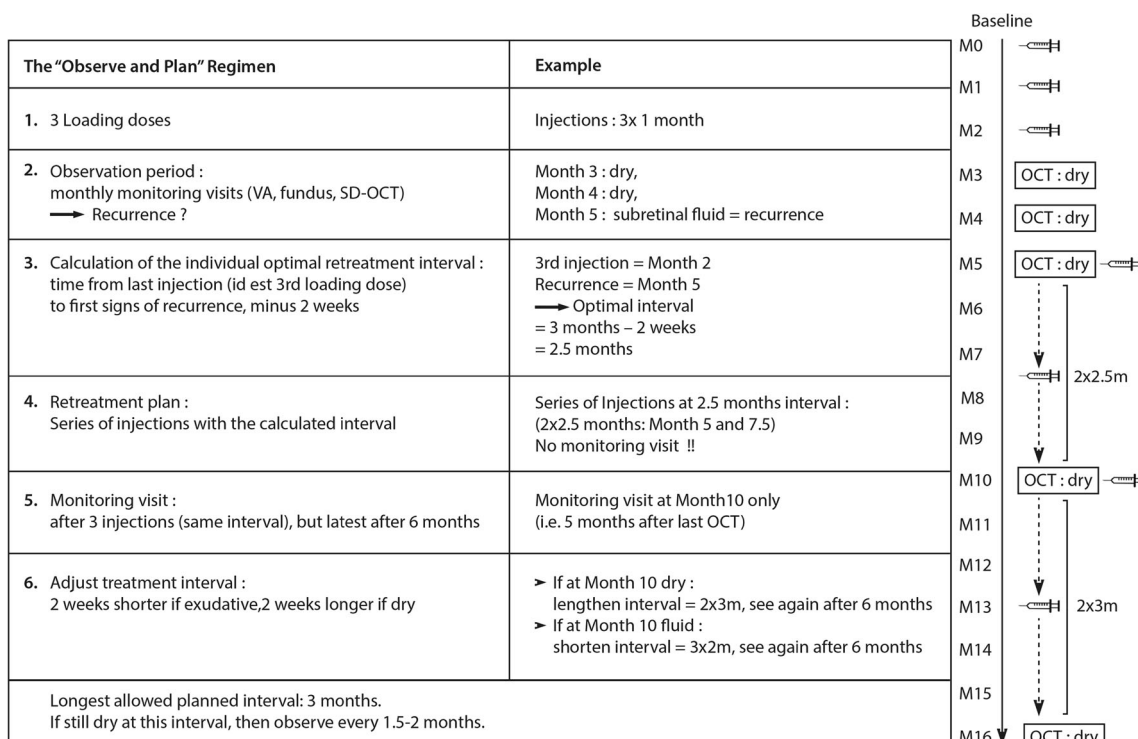 Baseline
The “Observe and Plan” Regimen
Example
1. 3 Loading doses
Injections : 3x 1 month
2. Observation period :
monthly monitoring visits (VA, fundus, SD-OCT)
Recurrence ?
Month 3 : dry,
Month 4 : dry,
Month 5 : subretinal fluid = recurrence
3. Calculation of the individual optimal retreatment interval :
time from last injection (id est 3rd loading dose)
to first signs of recurrence, minus 2 weeks
3rd injection = Month 2
Recurrence = Month 5
Optimal interval
= 3 months – 2 weeks
= 2.5 months
4. Retreatment plan :
Series of injections with the calculated interval
Series of Injections at 2.5 months interval :
(2x2.5 months: Month 5 and 7.5)
No monitoring visit !!
5. Monitoring visit :
after 3 injections (same interval), but latest after 6 months
Monitoring visit at Month10 only
(i.e. 5 months after last OCT)
6. Adjust treatment interval :
2 weeks shorter if exudative,2 weeks longer if dry
➢ If at Month 10 dry :
lengthen interval = 2x3m, see again after 6 months
➢ If at Month 10 fluid :
shorten interval = 3x2m, see again after 6 months
Longest allowed planned interval: 3 months.
If still dry at this interval, then observe every 1.5-2 months.
M0
M1
M2
M3 OCT : dry
M4 OCT : dry
M5 OCT : dry
M6
M7
2x2.5m
M8
M9
M10 OCT : dry
M11
M12
M13 2x3m
M14
M15
M16 OCT : dry